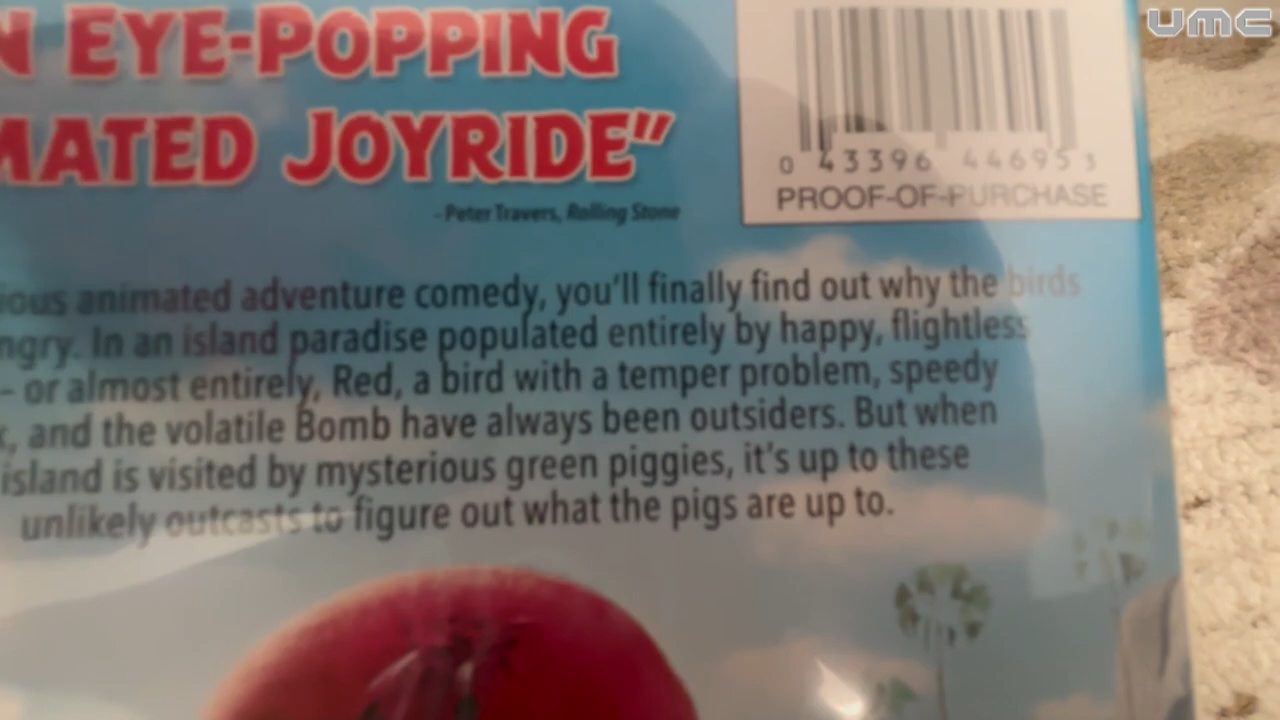 N EYE-POPPING
MATED JOYRIDE"
- Peter Travers, Rolling Stone
0 43396 44695 3
PROOF-OF-PURCHASE
ious animated adventure comedy, you'll finally find out why the birds
ngry. In an island paradise populated entirely by happy, flightless
– or almost entirely, Red, a bird with a temper problem, speedy
, and the volatile Bomb have always been outsiders. But when
island is visited by mysterious green piggies, it's up to these
unlikely outcasts to figure out what the pigs are up to.
UMC